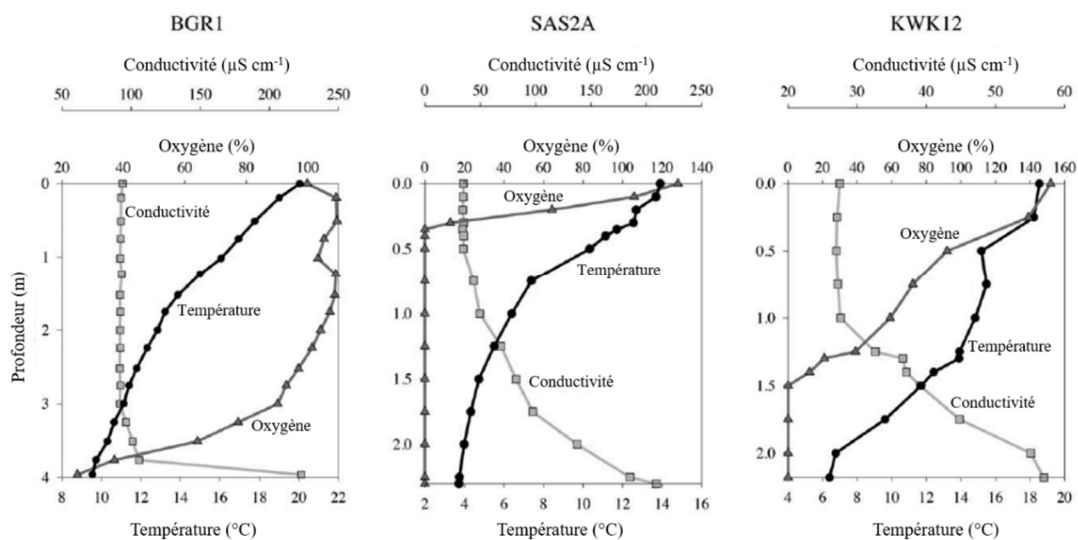 BGR1
SAS2A
KWK12
Conductivité (µS cm-1)
Conductivité (µS cm-1)
Conductivité (µS cm-1)
50 100 150 200 250
0 50 100 150 200 250
20 30 40 50 60
Oxygène (%)
Oxygène (%)
Oxygène (%)
20 40 60 80 100
0 20 40 60 80 100 120 140
0 20 40 60 80 100 120 140 160
Profondeur (m)
0
1
2
3
4
Conductivité
Température
Oxygène
0.0
0.5
1.0
1.5
2.0
Oxygène
Température
Conductivité
0.0
0.5
1.0
1.5
2.0
Oxygène
Température
Conductivité
8 10 12 14 16 18 20 22
2 4 6 8 10 12 14 16
4 6 8 10 12 14 16 18 20
Température (°C)
Température (°C)
Température (°C)